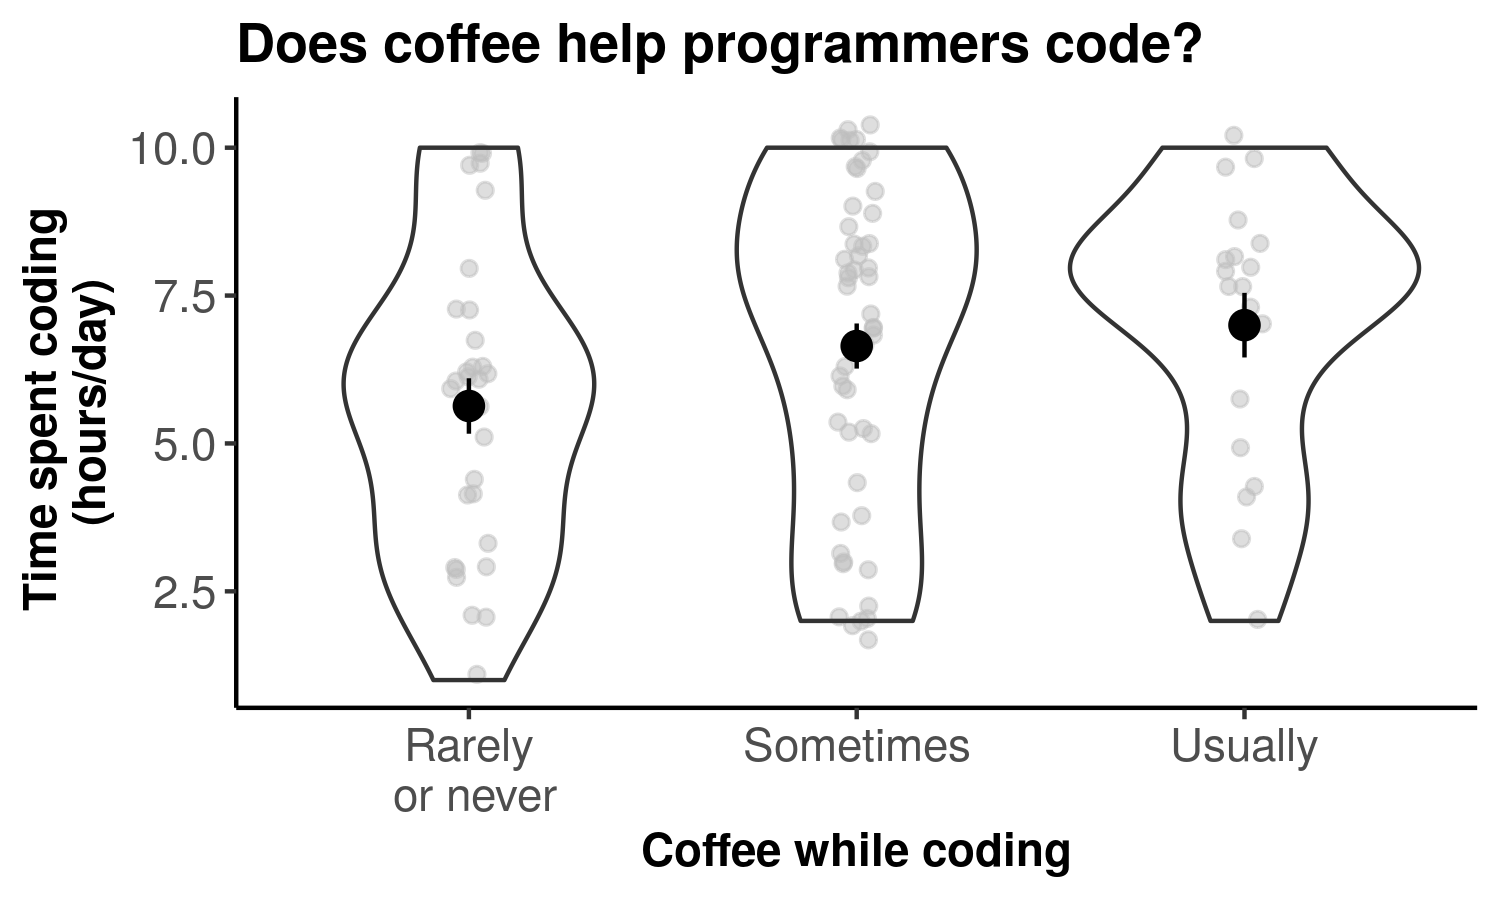 Does coffee help programmers code?
Time spent coding
(hours/day)
10.0
7.5
5.0
2.5
Rarely
or never
Sometimes
Usually
Coffee while coding